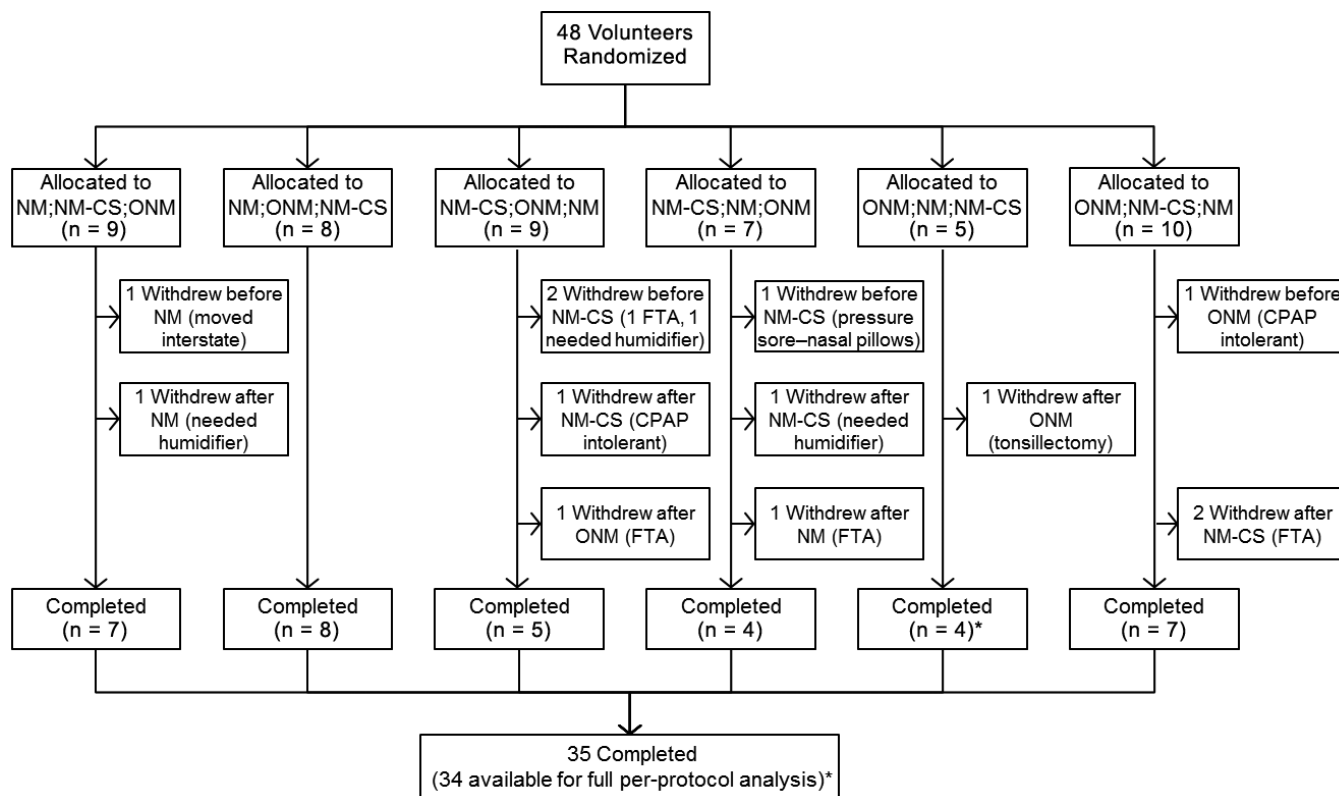 48 Volunteers
Randomized
Allocated to
NM;NM-CS;ONM
(n = 9)
Allocated to
NM;ONM;NM-CS
(n = 8)
Allocated to
NM-CS;ONM;NM
(n = 9)
Allocated to
NM-CS;NM;ONM
(n = 7)
Allocated to
ONM;NM;NM-CS
(n = 5)
Allocated to
ONM;NM-CS;NM
(n = 10)
1 Withdrew before
NM (moved
interstate)
2 Withdrew before
NM-CS (1 FTA, 1
needed humidifier)
1 Withdrew before
NM-CS (pressure
sore–nasal pillows)
1 Withdrew before
ONM (CPAP
intolerant)
1 Withdrew after
NM (needed
humidifier)
1 Withdrew after
NM-CS (CPAP
intolerant)
1 Withdrew after
NM-CS (needed
humidifier)
1 Withdrew after
ONM
(tonsillectomy)
1 Withdrew after
ONM (FTA)
1 Withdrew after
NM (FTA)
2 Withdrew after
NM-CS (FTA)
Completed
(n = 7)
Completed
(n = 8)
Completed
(n = 5)
Completed
(n = 4)
Completed
(n = 4)*
Completed
(n = 7)
35 Completed
(34 available for full per-protocol analysis)*